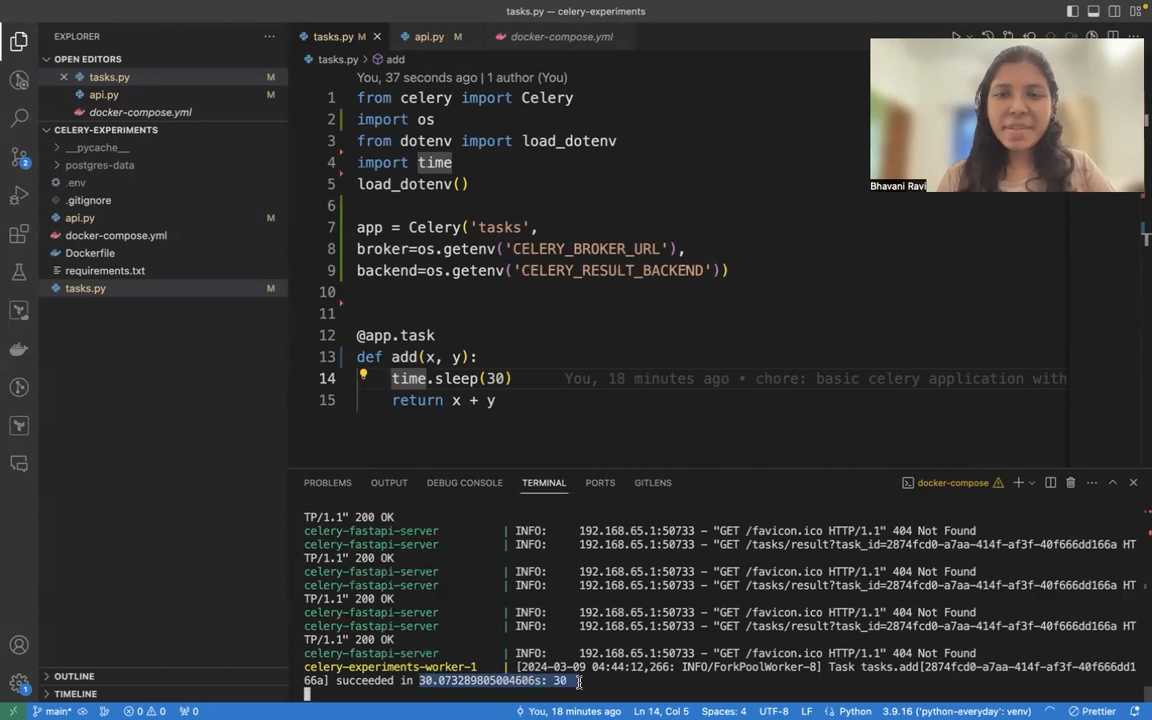 tasks.py — celery-experiments
EXPLORER
OPEN EDITORS
tasks.py M
api.py M
docker-compose.yml
CELERY-EXPERIMENTS
__pycache__
postgres-data
.env
.gitignore
api.py M
docker-compose.yml
Dockerfile
requirements.txt
tasks.py M
OUTLINE
TIMELINE
tasks.py M
api.py M
docker-compose.yml
tasks.py > add
You, 37 seconds ago | 1 author (You)
1 from celery import Celery
2 import os
3 from dotenv import load_dotenv
4 import time
5 load_dotenv()
6
7 app = Celery('tasks',
8 broker=os.getenv('CELERY_BROKER_URL'),
9 backend=os.getenv('CELERY_RESULT_BACKEND'))
10
11
12 @app.task
13 def add(x, y):
14 time.sleep(30) You, 18 minutes ago • chore: basic celery application with
15 return x + y
Bhavani Ravi
PROBLEMS OUTPUT DEBUG CONSOLE TERMINAL PORTS GITLENS
docker-compose
TP/1.1" 200 OK
celery-fastapi-server | INFO: 192.168.65.1:50733 - "GET /favicon.ico HTTP/1.1" 404 Not Found
celery-fastapi-server | INFO: 192.168.65.1:50733 - "GET /tasks/result?task_id=2874fcd0-a7aa-414f-af3f-40f666dd166a HT
TP/1.1" 200 OK
celery-fastapi-server | INFO: 192.168.65.1:50733 - "GET /favicon.ico HTTP/1.1" 404 Not Found
celery-fastapi-server | INFO: 192.168.65.1:50733 - "GET /tasks/result?task_id=2874fcd0-a7aa-414f-af3f-40f666dd166a HT
TP/1.1" 200 OK
celery-fastapi-server | INFO: 192.168.65.1:50733 - "GET /favicon.ico HTTP/1.1" 404 Not Found
celery-fastapi-server | INFO: 192.168.65.1:50733 - "GET /tasks/result?task_id=2874fcd0-a7aa-414f-af3f-40f666dd166a HT
TP/1.1" 200 OK
celery-fastapi-server | INFO: 192.168.65.1:50733 - "GET /favicon.ico HTTP/1.1" 404 Not Found
celery-experiments-worker-1 | [2024-03-09 04:44:12,266: INFO/ForkPoolWorker-8] Task tasks.add[2874fcd0-a7aa-414f-af3f-40f666dd1
66a] succeeded in 30.073289805004606s: 30
2
1
main* 0 0 0 You, 18 minutes ago Ln 14, Col 5 Spaces: 4 UTF-8 LF Python 3.9.16 ('python-everyday': venv) Prettier